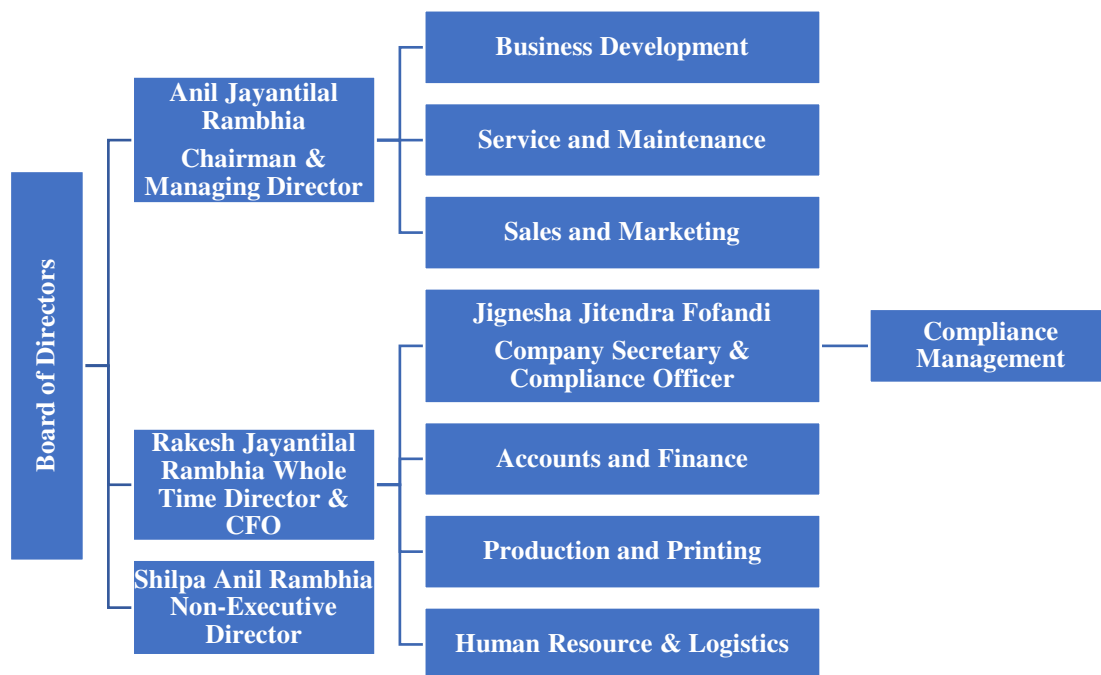 Board of Directors
Anil Jayantilal
Rambhia
Chairman &
Managing Director
Business Development
Service and Maintenance
Sales and Marketing
Rakesh Jayantilal
Rambhia Whole
Time Director &
CFO
Jignesha Jitendra Fofandi
Company Secretary &
Compliance Officer
Compliance
Management
Accounts and Finance
Production and Printing
Human Resource & Logistics
Shilpa Anil Rambhia
Non-Executive
Director